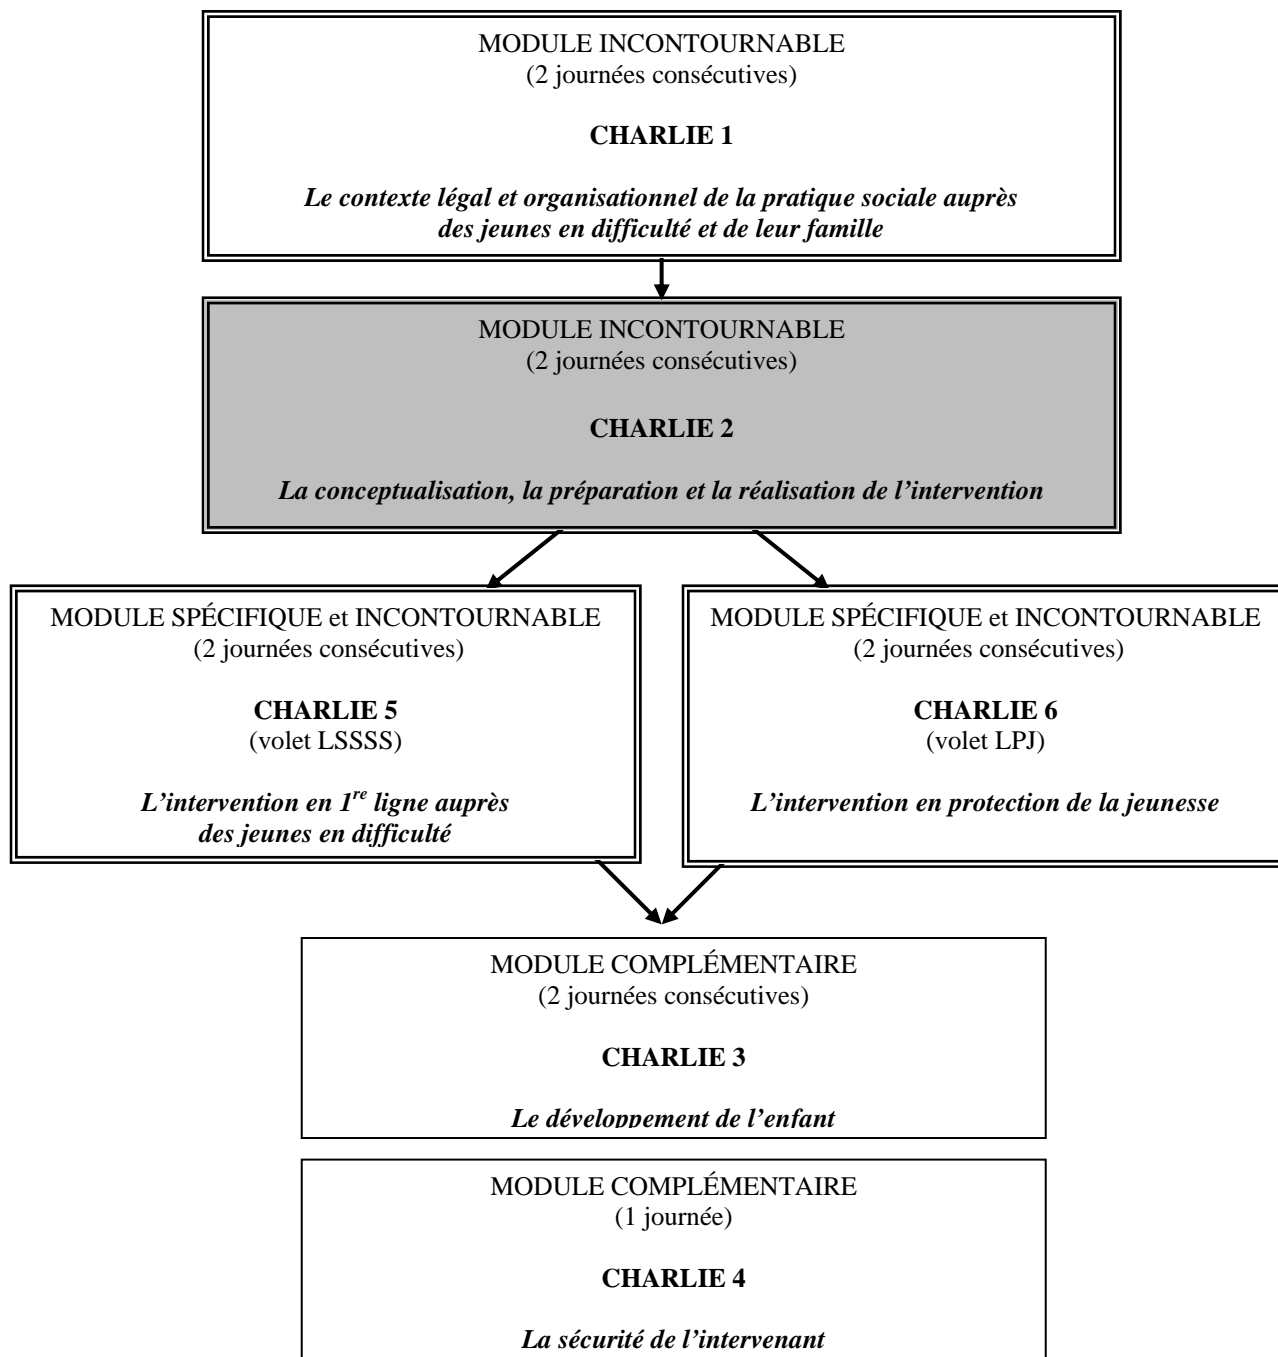 MODULE INCONTOURNABLE
(2 journées consécutives)
CHARLIE 1
Le contexte légal et organisationnel de la pratique sociale auprès
des jeunes en difficulté et de leur famille
MODULE INCONTOURNABLE
(2 journées consécutives)
CHARLIE 2
La conceptualisation, la préparation et la réalisation de l’intervention
MODULE SPÉCIFIQUE et INCONTOURNABLE
(2 journées consécutives)
CHARLIE 5
(volet LSSSS)
L’intervention en 1re ligne auprès
des jeunes en difficulté
MODULE SPÉCIFIQUE et INCONTOURNABLE
(2 journées consécutives)
CHARLIE 6
(volet LPJ)
L’intervention en protection de la jeunesse
MODULE COMPLÉMENTAIRE
(2 journées consécutives)
CHARLIE 3
Le développement de l’enfant
MODULE COMPLÉMENTAIRE
(1 journée)
CHARLIE 4
La sécurité de l’intervenant